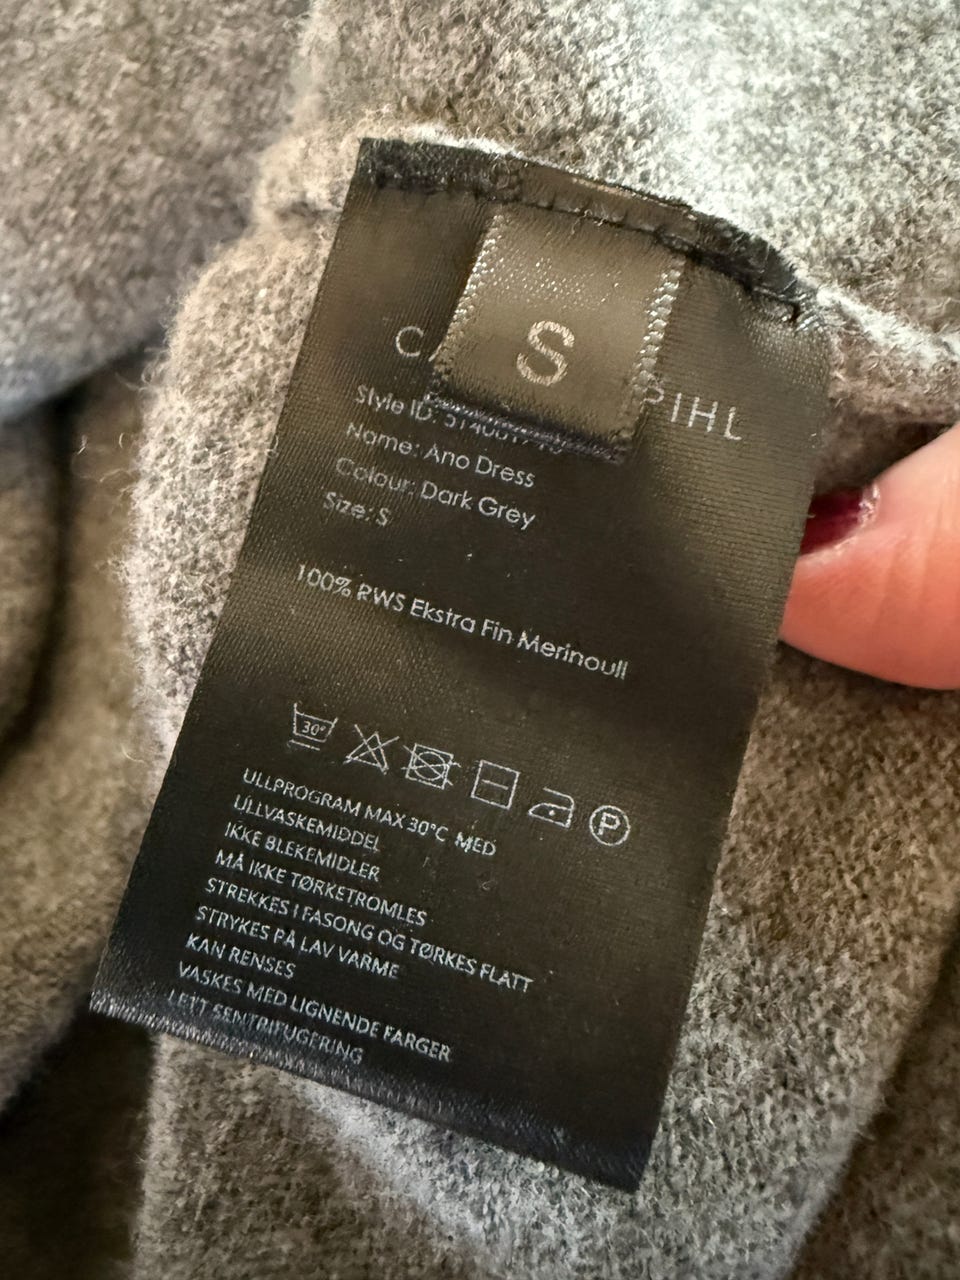 S
PIHL
Style ID:
Name: Ano Dress
Colour: Dark Grey
Size: S
100% RWS Ekstra Fin Merinoull
30°
P
ULLPROGRAM MAX 30°C MED
ULLVASKEMIDDEL
IKKE BLEKEMIDLER
MÅ IKKE TØRKETROMLES
STREKKES I FASONG OG TØRKES FLATT
STRYKES PÅ LAV VARME
KAN RENSES
VASKES MED LIGNENDE FARGER
LETT SENTRIFUGERING